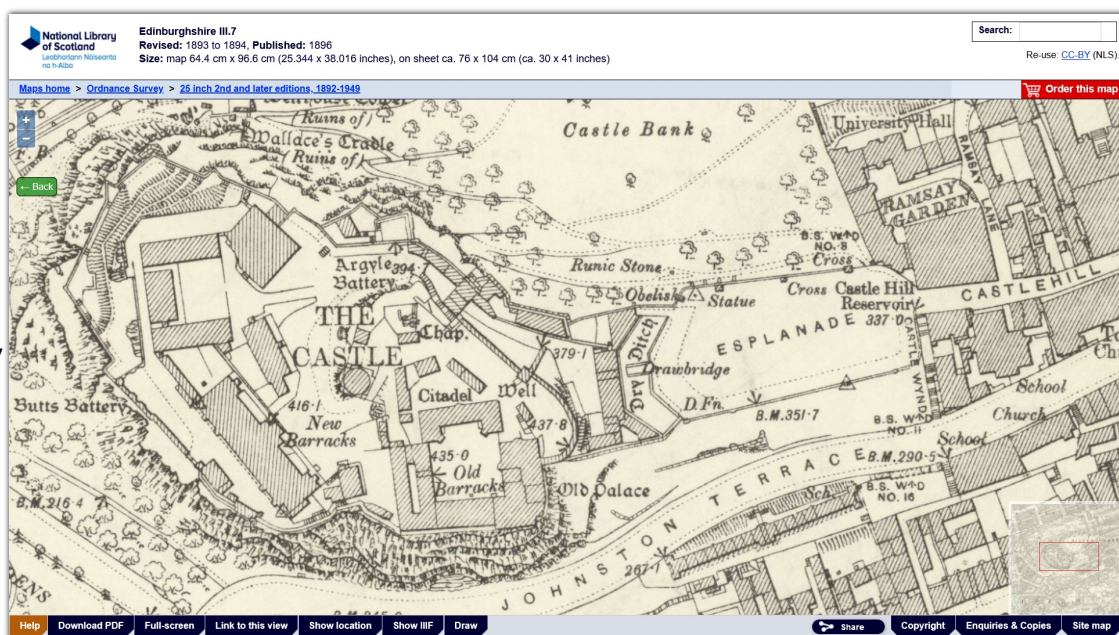 National Library
of Scotland
Leabharlann Nàiseanta
na h-Alba
Edinburghshire III.7
Revised: 1893 to 1894, Published: 1896
Size: map 64.4 cm x 96.6 cm (25.344 x 38.016 inches), on sheet ca. 76 x 104 cm (ca. 30 x 41 inches)
Search:
Re-use: CC-BY (NLS)
Maps home > Ordnance Survey > 25 inch 2nd and later editions, 1892-1949
Order this map
+
−
← Back
(Ruins of)
Wallace's Cradle
(Ruins of)
Castle Bank
University Hall
RAMSAY
GARDEN
RAMSAY LANE
B.S. WTD
NO. 8
Cross
Argyle
Battery
394·7
Runic Stone
Obelisk
Statue
Cross
Castle Hill
Reservoir
CASTLEHILL
THE
CASTLE
Chap.
379·1
Dry Ditch
ESPLANADE
337·0
CASTLE WYND
Drawbridge
School
Citadel
Well
D.Fn.
B.M.351·7
B.S. WTD
NO. 11
Church
School
Butts Battery
416·1
New
Barracks
437·8
435·0
Old
Barracks
Old Palace
B.M.290·5
B.S. WTD
NO. 16
Sch.
B.M.216·4
JOHNSTON TERRACE
267·1
Help
Download PDF
Full-screen
Link to this view
Show location
Show IIIF
Draw
Share
Copyright
Enquiries & Copies
Site map